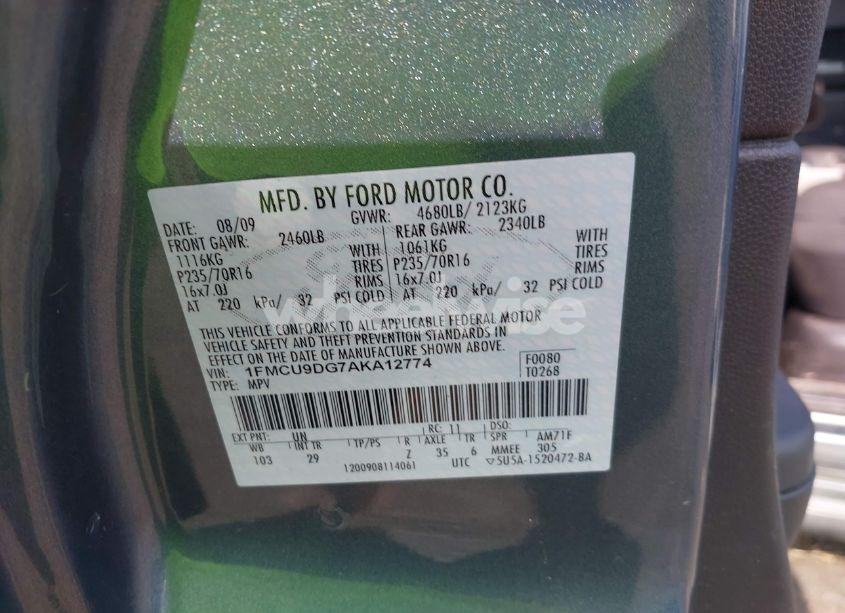 MFD. BY FORD MOTOR CO.
DATE: 08/09 GVWR: 4680LB/ 2123KG
FRONT GAWR: 2460LB REAR GAWR: 2340LB
1116KG WITH 1061KG WITH
P235/70R16 TIRES P235/70R16 TIRES
16x7.0J RIMS 16x7.0J RIMS
AT 220 kPa/ 32 PSI COLD AT 220 kPa/ 32 PSI COLD
THIS VEHICLE CONFORMS TO ALL APPLICABLE FEDERAL MOTOR
VEHICLE SAFETY AND THEFT PREVENTION STANDARDS IN
EFFECT ON THE DATE OF MANUFACTURE SHOWN ABOVE.
VIN: 1FMCU9DG7AKA12774 F0080
TYPE: MPV T0268
EXT PNT: UN RC: 11 DSO:
WB INT TR TP/PS R AXLE TR SPR AM71F
103 29 Z 35 6 MMEE 305
1200908114061 UTC ▽5U5A-1520472-BA
wheelwise